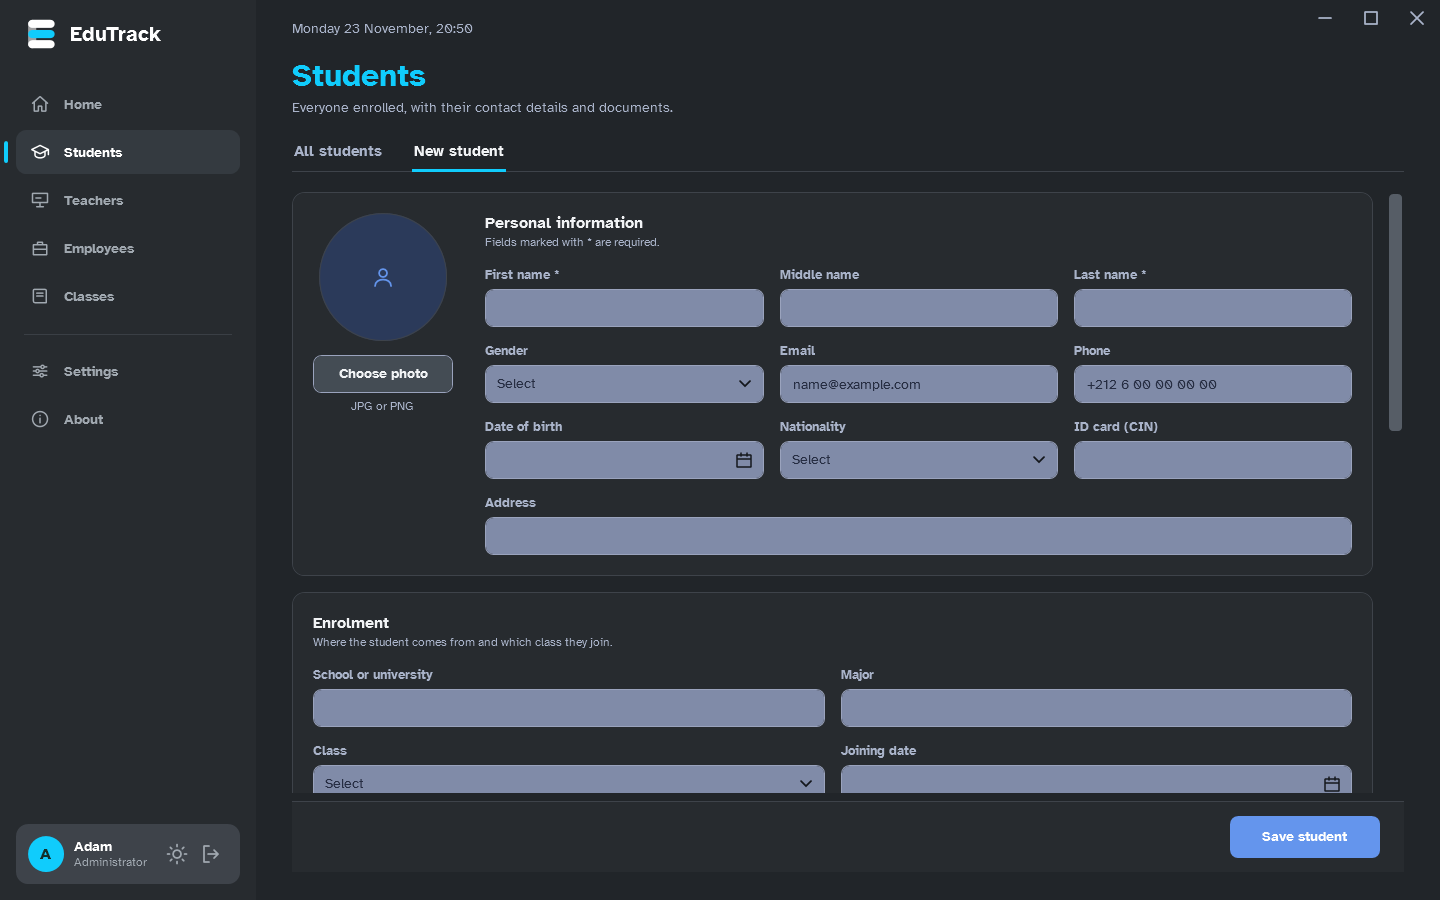 EduTrack
Monday 23 November, 20:50
Home
Students
Teachers
Employees
Classes
Settings
About
Adam
Administrator
A
Students
Everyone enrolled, with their contact details and documents.
All students
New student
Choose photo
JPG or PNG
Personal information
Fields marked with * are required.
First name *
Middle name
Last name *
Gender
Email
Phone
Select
name@example.com
+212 6 00 00 00 00
Date of birth
Nationality
ID card (CIN)
Select
Address
Enrolment
Where the student comes from and which class they join.
School or university
Major
Class
Joining date
Select
Save student